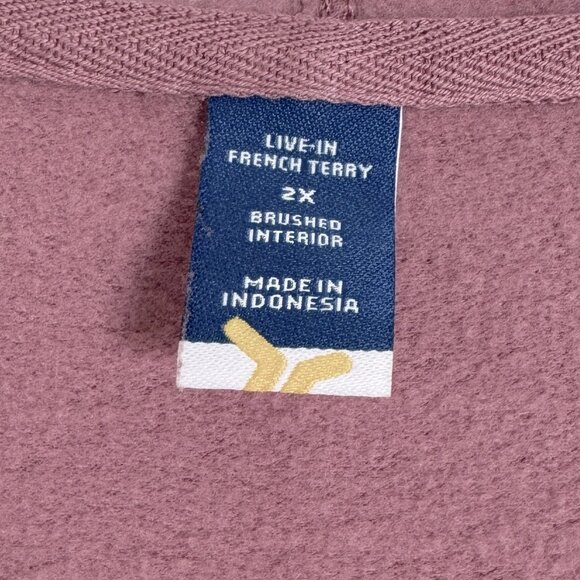 LIVE-IN
FRENCH TERRY
2X
BRUSHED
INTERIOR
MADE IN
INDONESIA